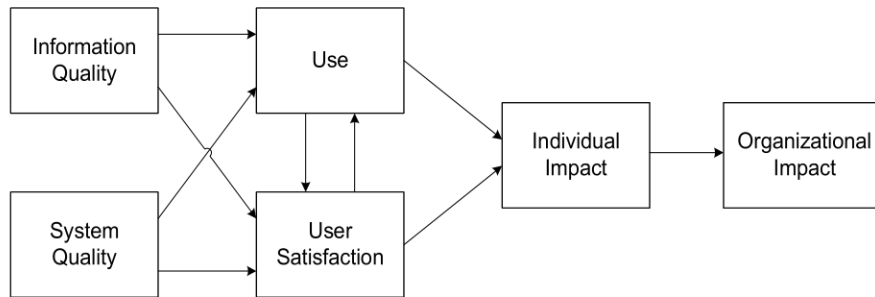 Information
Quality
Use
System
Quality
User
Satisfaction
Individual
Impact
Organizational
Impact